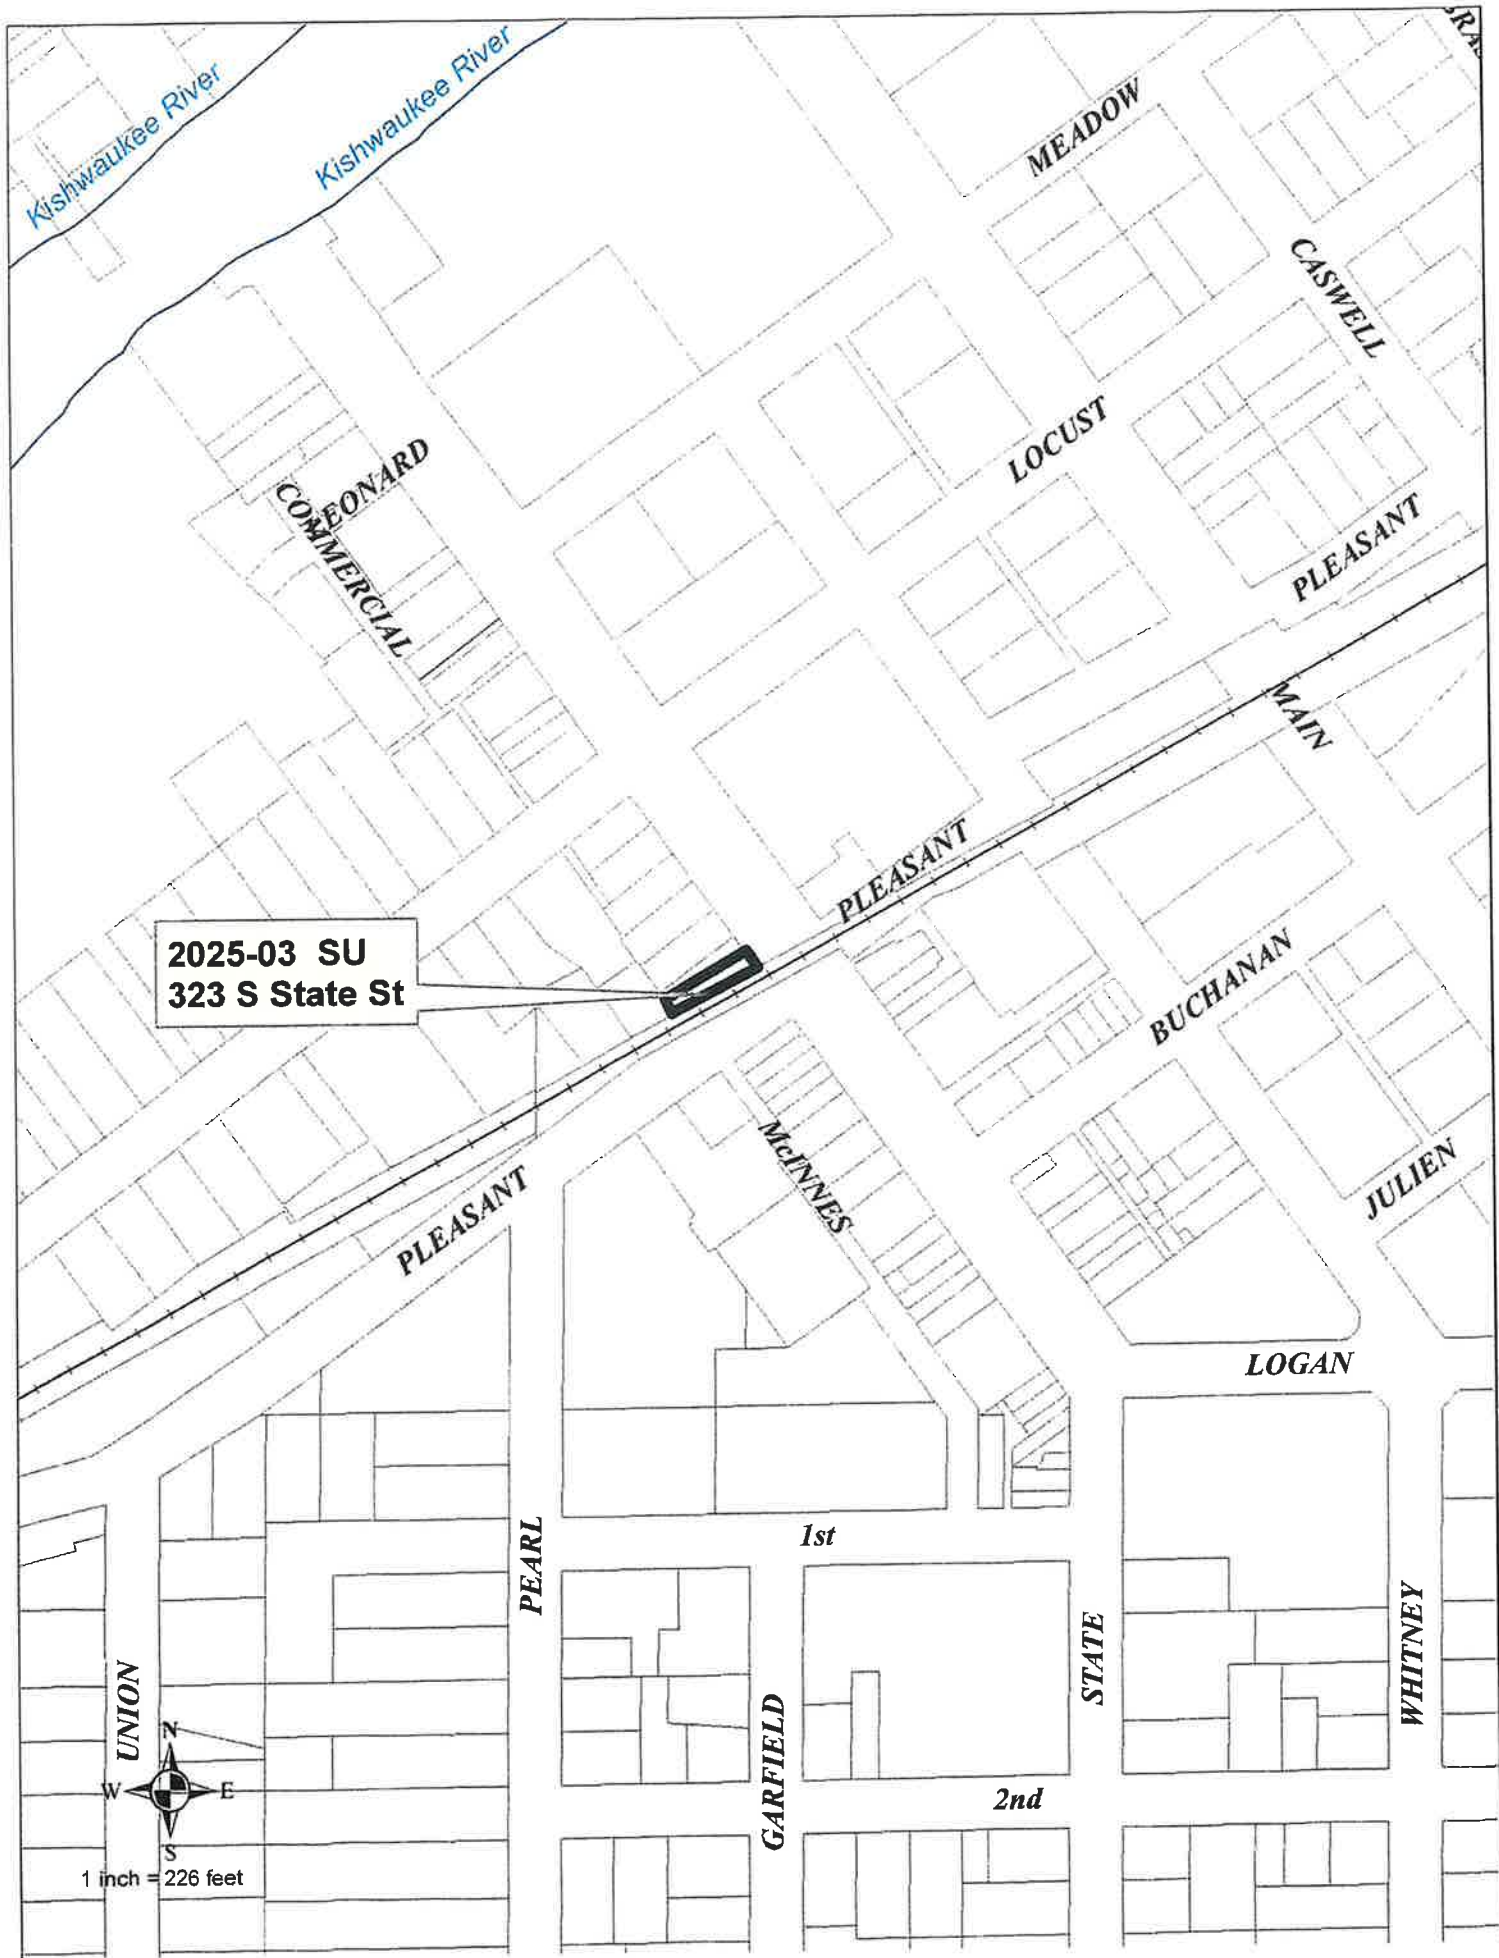 GRA
Kishwaukee River
Kishwaukee River
MEADOW
CASWELL
LOCUST
LEONARD
COMMERCIAL
PLEASANT
MAIN
PLEASANT
2025-03 SU
323 S State St
BUCHANAN
McINNES
JULIEN
PLEASANT
LOGAN
1st
PEARL
UNION
GARFIELD
STATE
WHITNEY
2nd
N
W E
S
1 inch = 226 feet